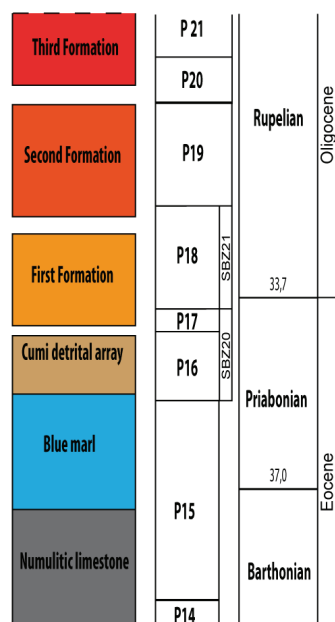 Third Formation
Second Formation
First Formation
Cumi detrital array
Blue marl
Numulitic limestone
P 21
P20
P19
P18
P17
P16
P15
P14
SBZ21
SBZ20
Rupelian
33,7
Priabonian
37,0
Barthonian
Oligocene
Eocene